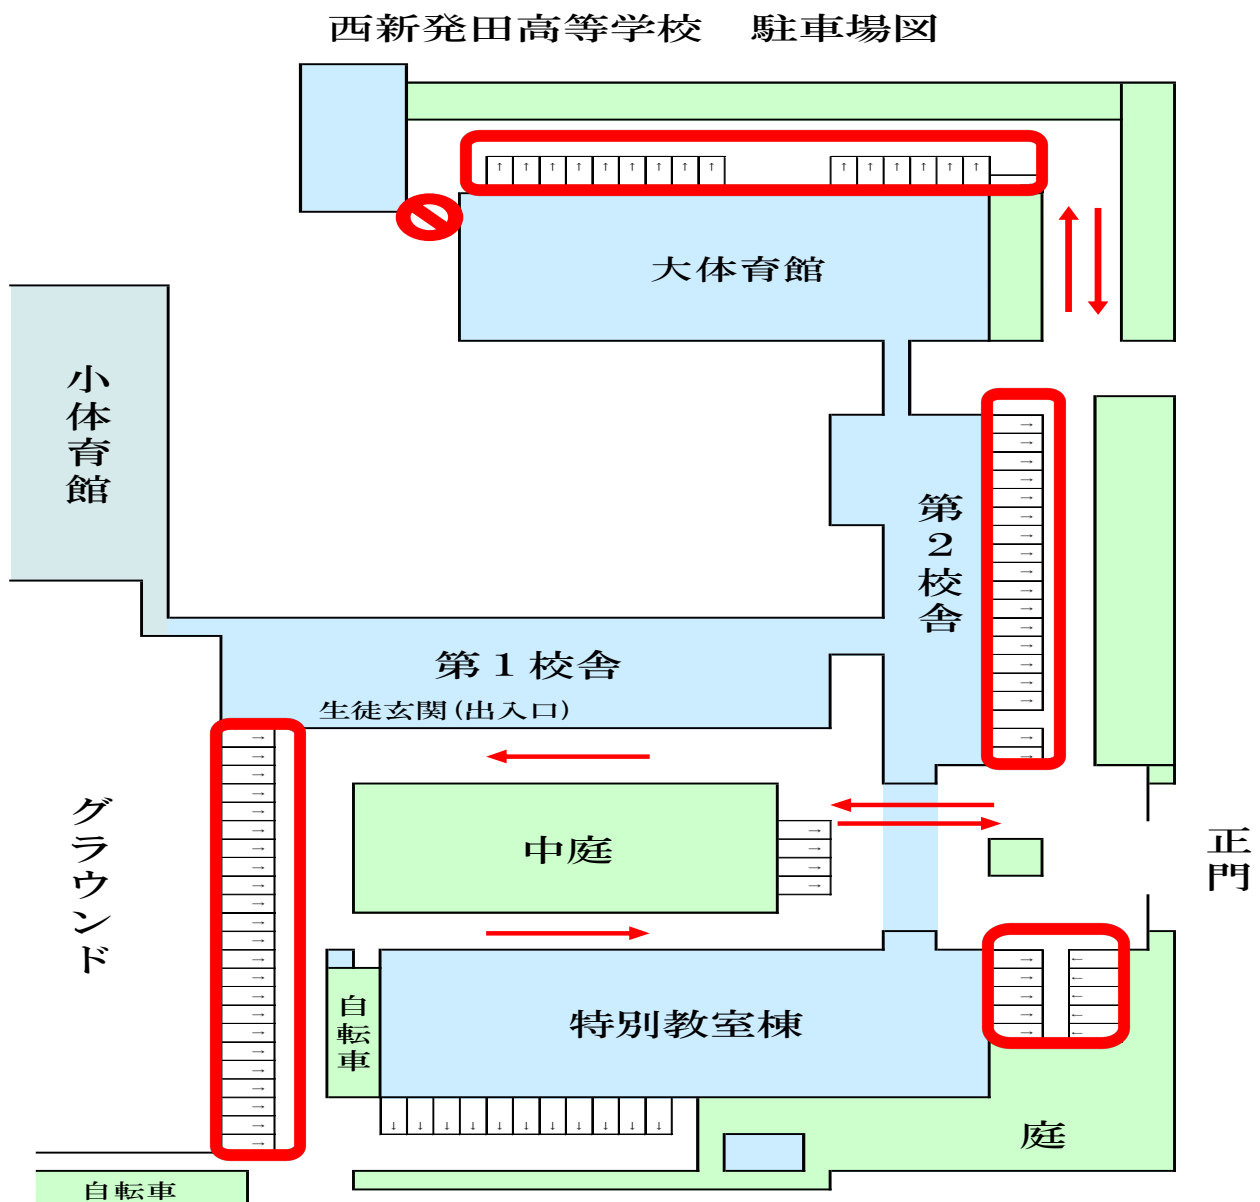 西新発田高等学校　駐車場図
大体育館
小体育館
第２校舎
第１校舎
生徒玄関(出入口)
グラウンド
中庭
正門
自転車
特別教室棟
庭
自転車